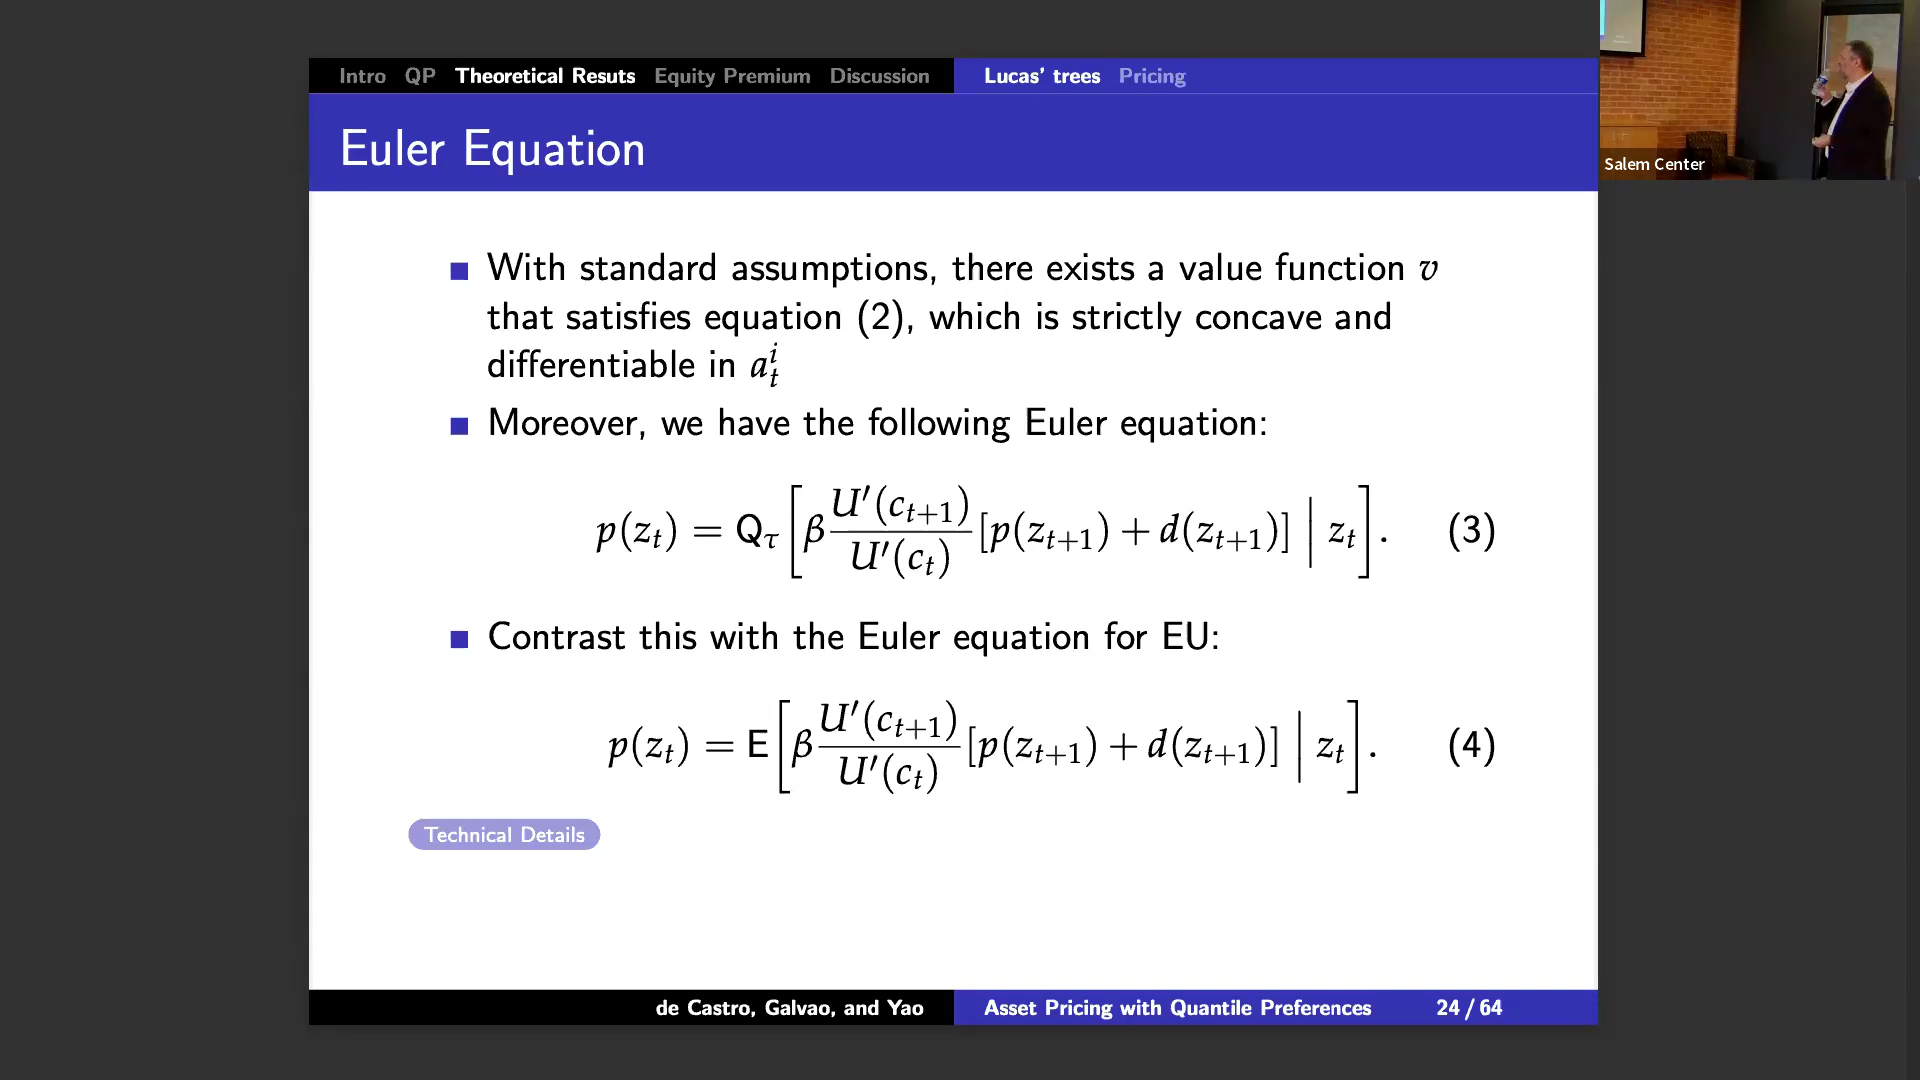 Intro QP Theoretical Resuts Equity Premium Discussion Lucas' trees Pricing
Euler Equation
Salem Center
With standard assumptions, there exists a value function v
that satisfies equation (2), which is strictly concave and
differentiable in a_t^i
Moreover, we have the following Euler equation:
p(z_t) = Q_τ[β U′(c_{t+1})/U′(c_t) [p(z_{t+1}) + d(z_{t+1})] | z_t]. (3)
Contrast this with the Euler equation for EU:
p(z_t) = E[β U′(c_{t+1})/U′(c_t) [p(z_{t+1}) + d(z_{t+1})] | z_t]. (4)
Technical Details
de Castro, Galvao, and Yao Asset Pricing with Quantile Preferences 24 / 64